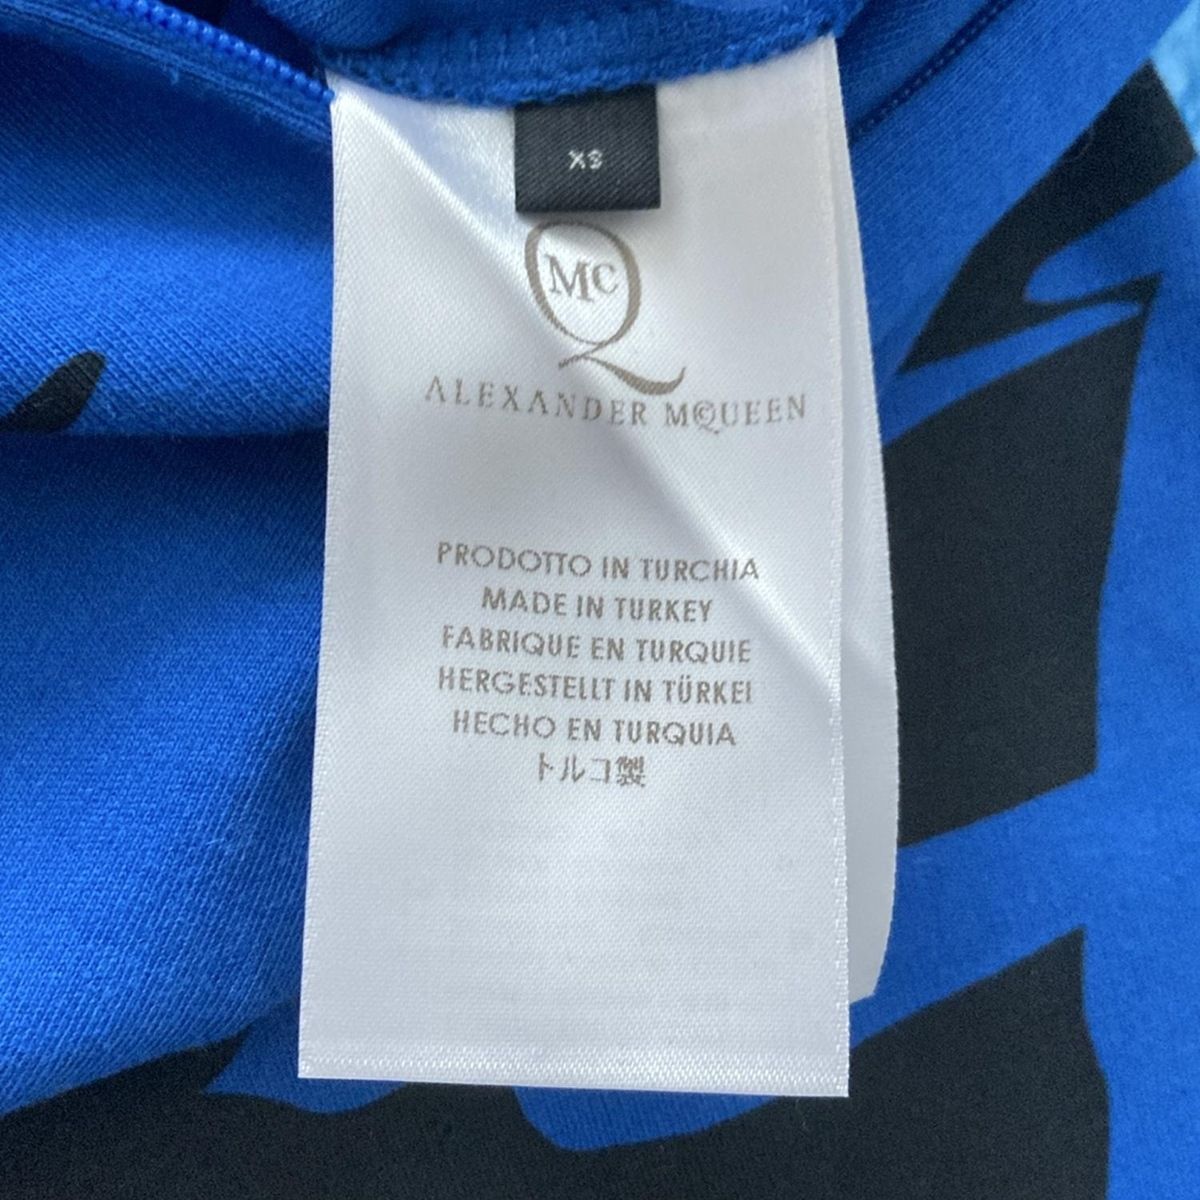 XS
MC
ALEXANDER MCQUEEN
PRODOTTO IN TURCHIA
MADE IN TURKEY
FABRIQUE EN TURQUIE
HERGESTELLT IN TÜRKEI
HECHO EN TURQUIA
トルコ製